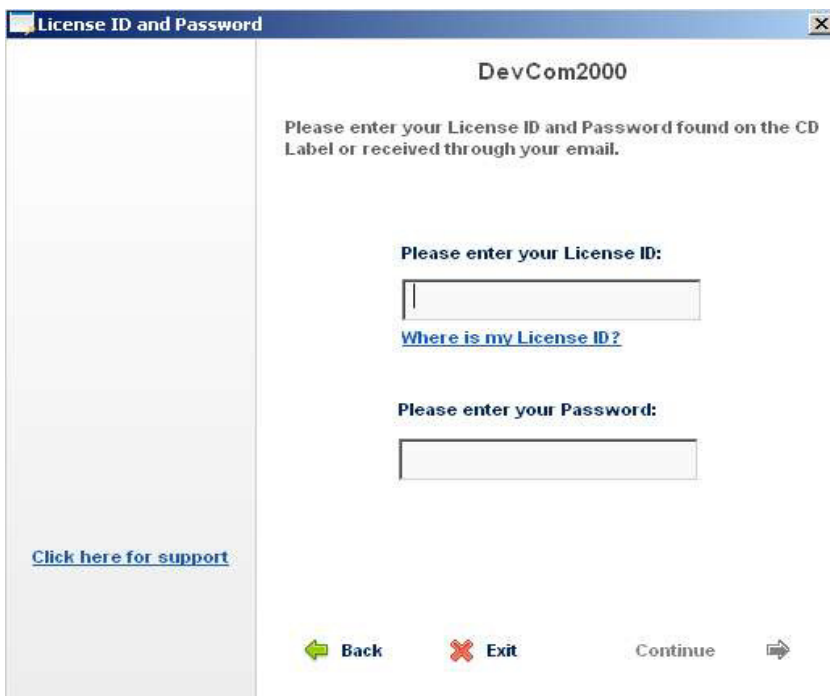 License ID and Password
DevCom2000
Please enter your License ID and Password found on the CD
Label or received through your email.
Please enter your License ID:
Where is my License ID?
Please enter your Password:
Click here for support
Back
Exit
Continue